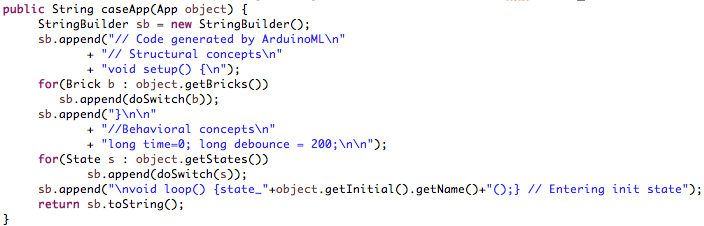 public String caseApp(App object) {
     StringBuilder sb = new StringBuilder();
     sb.append("// Code generated by ArduinoML\n"
             + "// Structural concepts\n"
             + "void setup() {\n");
     for(Brick b : object.getBricks())
        sb.append(doSwitch(b));
     sb.append("}\n\n"
             + "//Behavioral concepts\n"
             + "long time=0; long debounce = 200;\n\n");
     for(State s : object.getStates())
             sb.append(doSwitch(s));
     sb.append("\nvoid loop() {state_"+object.getInitial().getName()+"();} // Entering init state");
     return sb.toString();
}